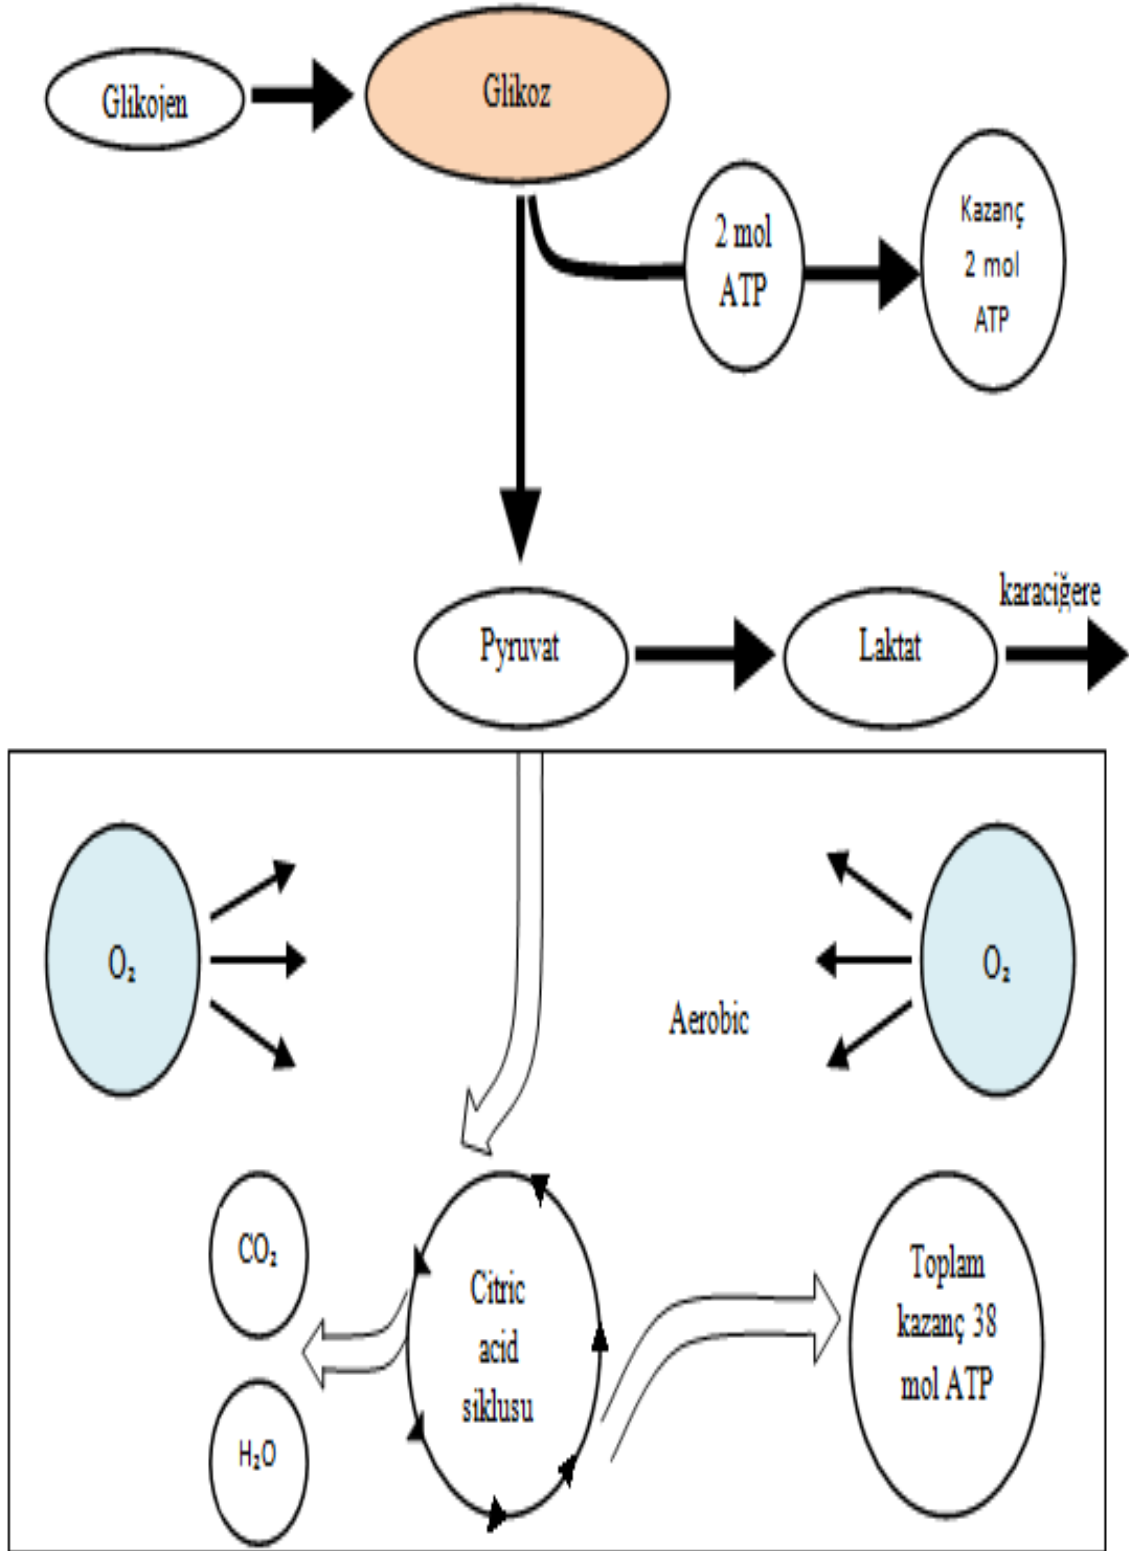 Glikojen
Glikoz
2 mol
ATP
Kazanç
2 mol
ATP
Pyruvat
Laktat
karaciğere
O₂
O₂
Aerobic
CO₂
H₂O
Citric
acid
siklusu
Toplam
kazanç 38
mol ATP